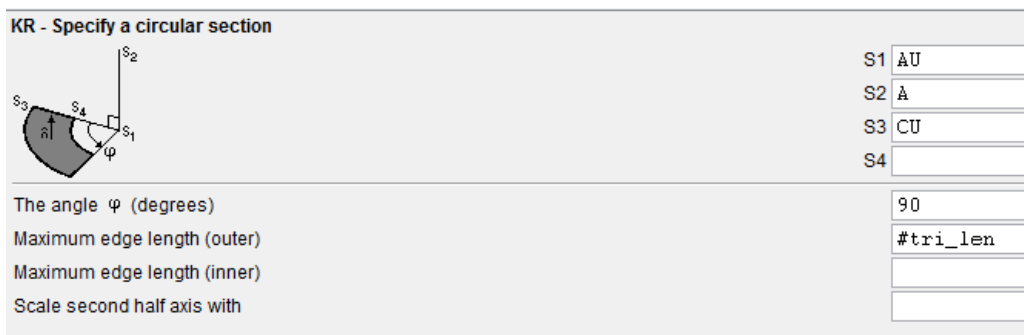 KR - Specify a circular section
S2
S3
S4
S1
n̂
φ
S1 AU
S2 A
S3 CU
S4
The angle φ (degrees) 90
Maximum edge length (outer) #tri_len
Maximum edge length (inner)
Scale second half axis with